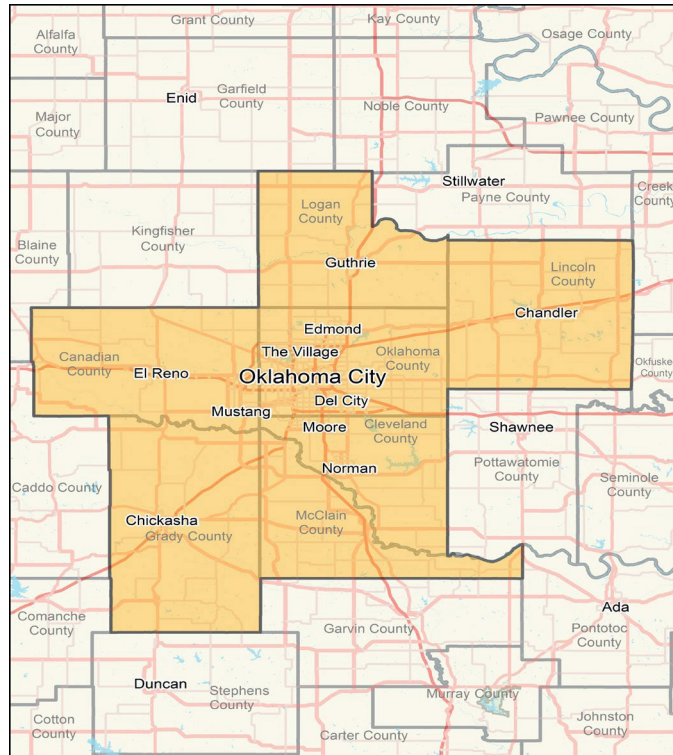 Grant County
Kay County
Osage County
Alfalfa
County
Garfield
County
Enid
Noble County
Major
County
Pawnee County
Stillwater
Payne County
Creek
County
Logan
County
Kingfisher
County
Blaine
County
Guthrie
Lincoln
County
Chandler
Edmond
The Village
Oklahoma
County
Canadian
County
El Reno
Oklahoma City
Okfuskee
County
Del City
Mustang
Moore
Cleveland
County
Shawnee
Norman
Pottawatomie
County
Seminole
County
Caddo County
Chickasha
Grady County
McClain
County
Comanche
County
Garvin County
Ada
Pontotoc
County
Duncan
Stephens
County
Murray County
Cotton
County
Carter County
Johnston
County